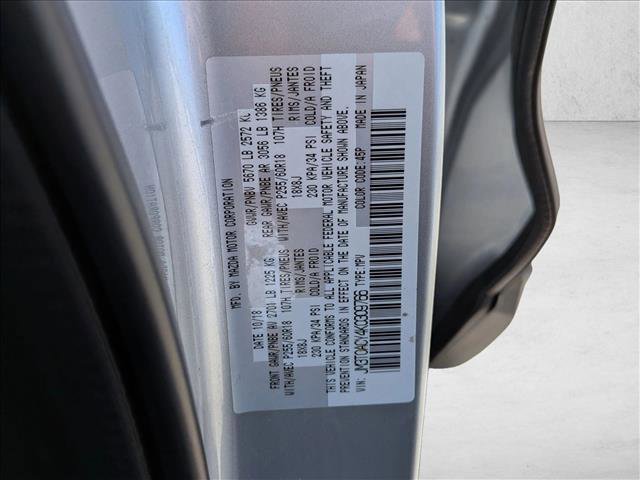 MFD. BY MAZDA MOTOR CORPORATION
DATE: 10/18 GVWR/PNBV 5670 LB 2572 KL
FRONT GAWR/PNBE AV 2701 LB 1225 KG REAR GAWR/PNBE AR 3056 LB 1386 KG
WITH/AVEC P255/60R18 107H TIRES/PNEUS WITH/AVEC P255/60R18 107H TIRES/PNEUS
18X8J RIMS/JANTES 18X8J RIMS/JANTES
230 KPA/34 PSI COLD/A FROID 230 KPA/34 PSI COLD/A FROID
THIS VEHICLE CONFORMS TO ALL APPLICABLE FEDERAL MOTOR VEHICLE SAFETY AND THEFT
PREVENTION STANDARDS IN EFFECT ON THE DATE OF MANUFACTURE SHOWN ABOVE.
COLOR CODE:45P MADE IN JAPAN
VIN: JM3TCACY4K0309766 TYPE:MPV